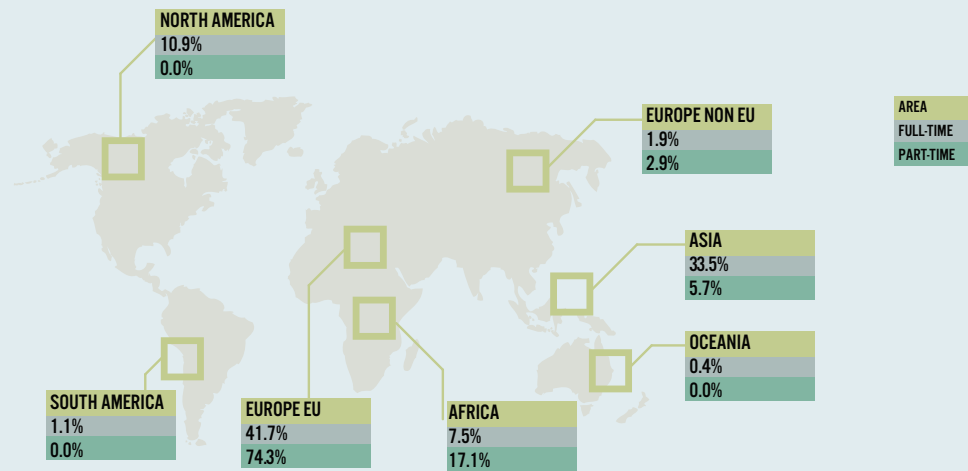 NORTH AMERICA
10.9%
0.0%
EUROPE NON EU
1.9%
2.9%
AREA
FULL-TIME
PART-TIME
ASIA
33.5%
5.7%
OCEANIA
0.4%
0.0%
SOUTH AMERICA
1.1%
0.0%
EUROPE EU
41.7%
74.3%
AFRICA
7.5%
17.1%